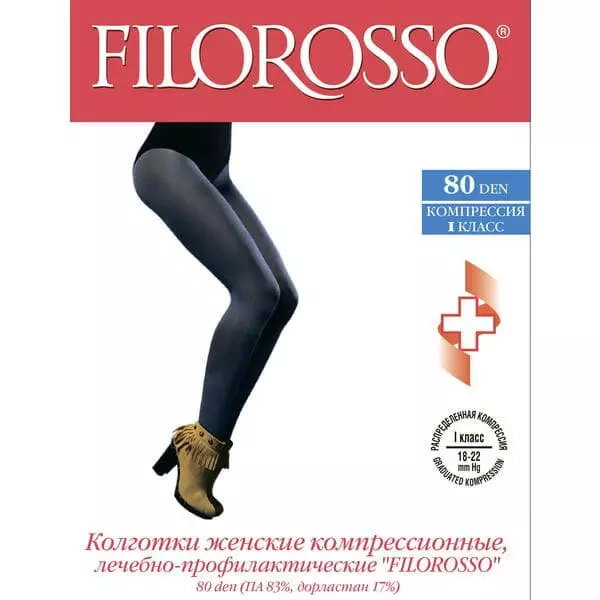 FILOROSSO®
80 DEN
КОМПРЕССИЯ
I КЛАСС
РАСПРЕДЕЛЕННАЯ КОМПРЕССИЯ
I класс
18-22
mm Hg
GRADUATED KOMPRESSION
Колготки женские компрессионные,
лечебно-профилактические "FILOROSSO"
80 den (ПА 83%, дорластан 17%)